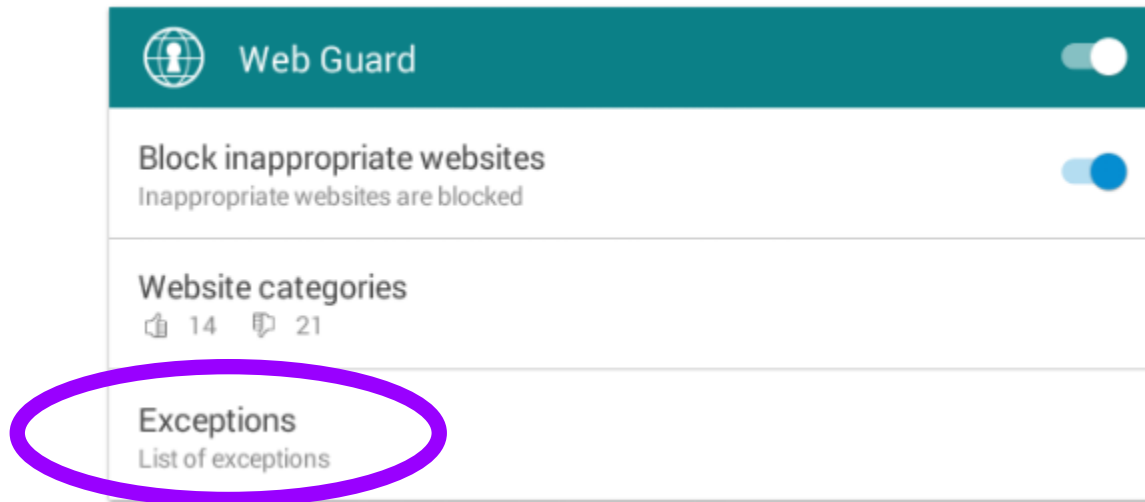 Web Guard
Block inappropriate websites
Inappropriate websites are blocked
Website categories
14 21
Exceptions
List of exceptions